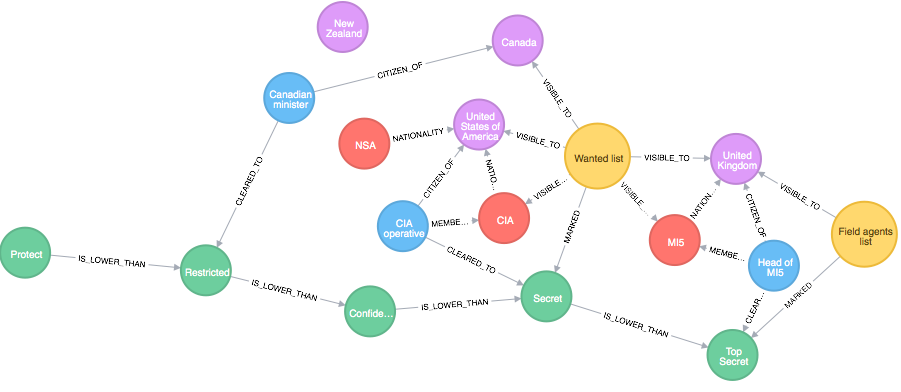 New
Zealand
Canada
CITIZEN_OF
Canadian
minister
VISIBLE_TO
United
States of
America
NSA
NATIONALITY
VISIBLE_TO
Wanted list
VISIBLE_TO
United
Kingdom
CLEARED_TO
CITIZEN_OF
NATIO...
VISIBLE...
VISIBLE...
NATION...
CITIZEN_OF
VISIBLE_TO
CIA
operative
MEMBE...
CIA
MARKED
MI5
MEMBE...
Field agents
list
Protect
IS_LOWER_THAN
Restricted
CLEARED_TO
Head of
MI5
IS_LOWER_THAN
Confide...
IS_LOWER_THAN
Secret
CLEAR...
MARKED
IS_LOWER_THAN
Top
Secret